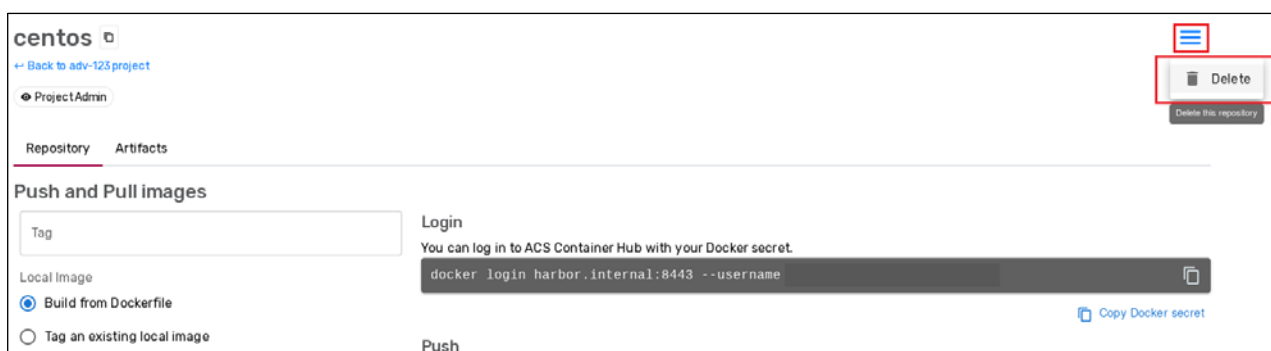 centos
Back to adv-123 project
Project Admin
Delete
Delete this repository
Repository Artifacts
Push and Pull images
Tag
Local Image
Build from Dockerfile
Tag an existing local image
Login
You can log in to ACS Container Hub with your Docker secret.
docker login harbor.internal:8443 --username
Copy Docker secret
Push